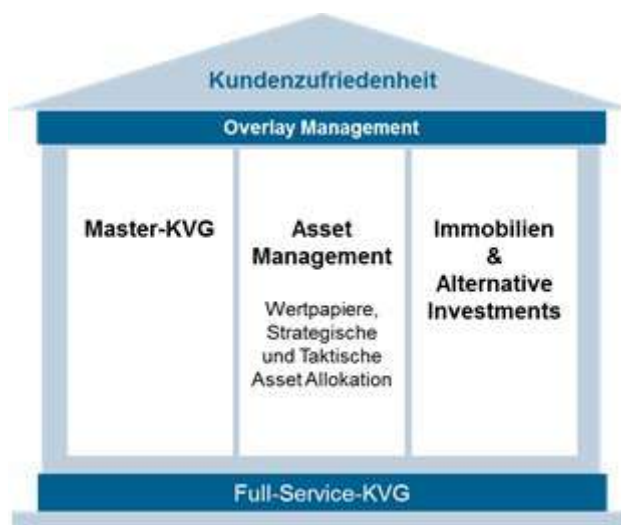 Kundenzufriedenheit
Overlay Management
Master-KVG
Asset
Management
Wertpapiere,
Strategische
und Taktische
Asset Allokation
Immobilien
&
Alternative
Investments
Full-Service-KVG